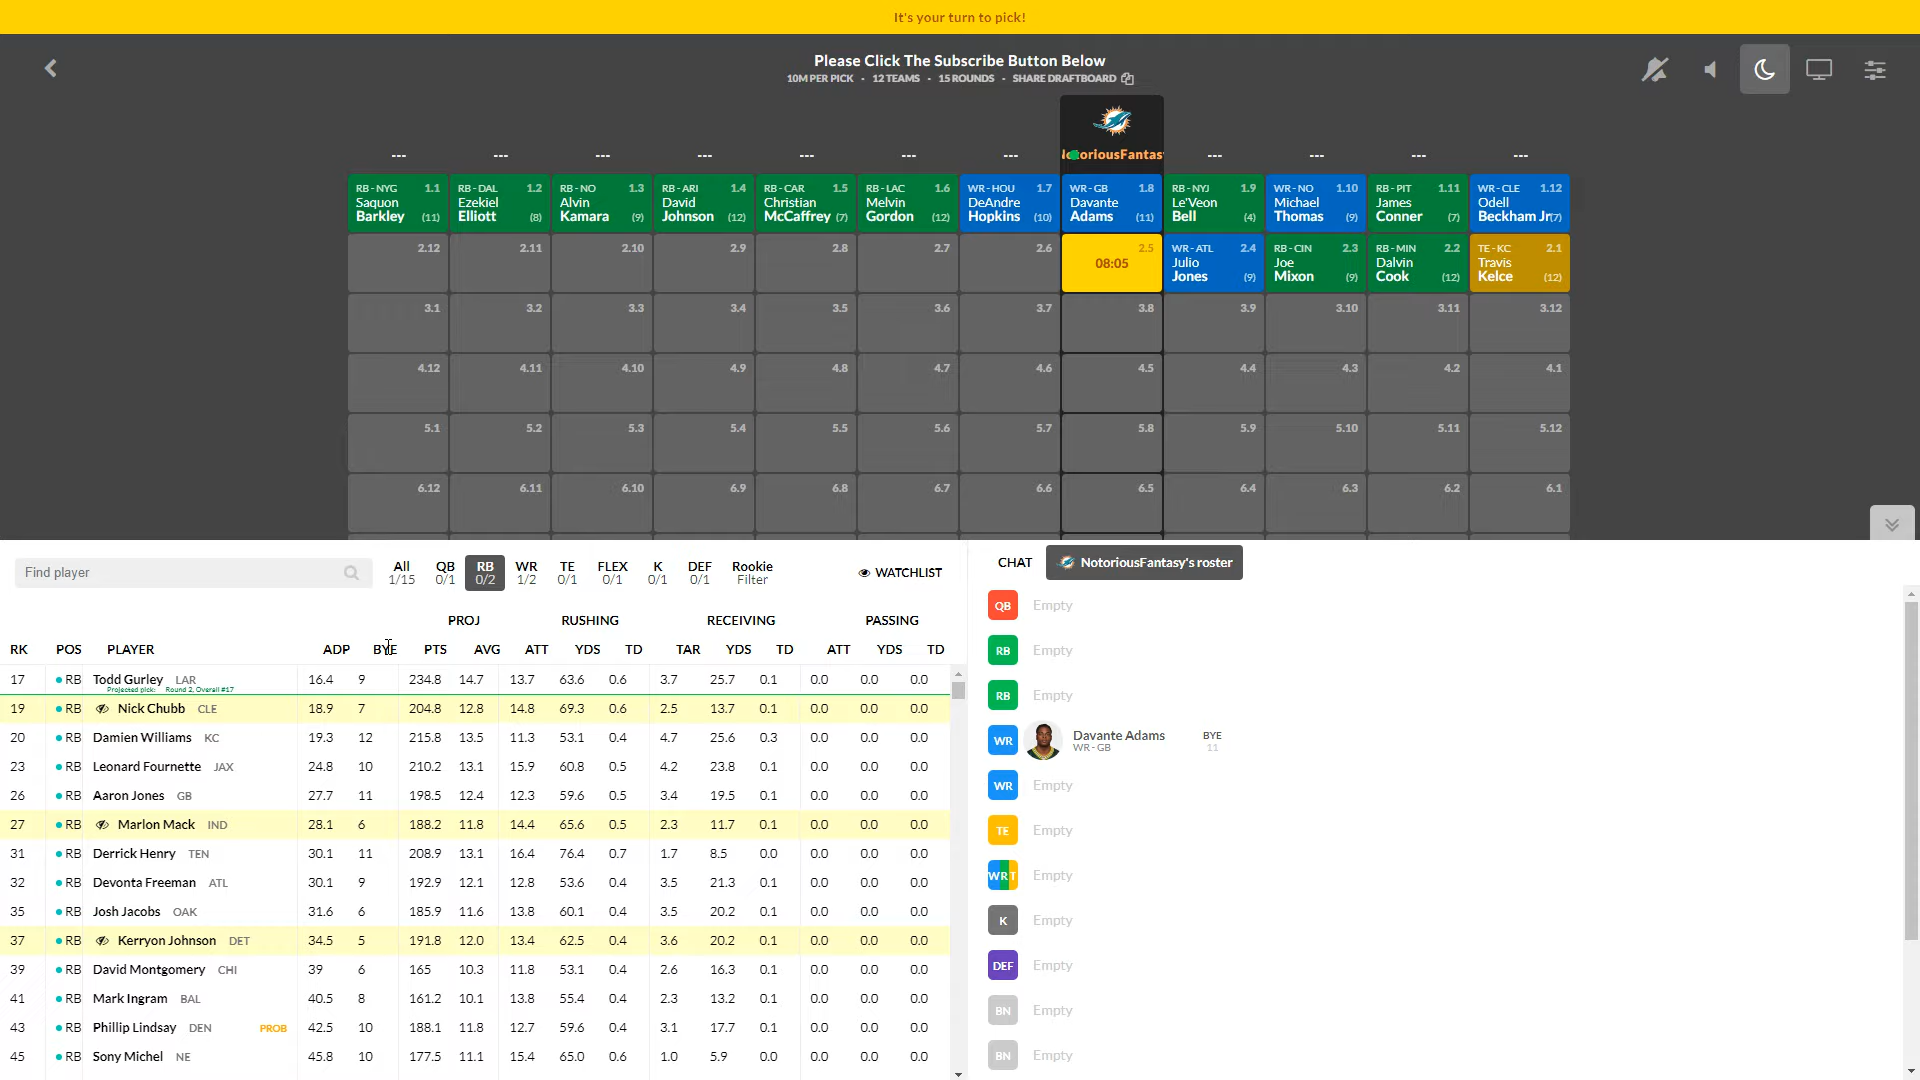 It's your turn to pick!
Please Click The Subscribe Button Below
10M PER PICK - 12 TEAMS - 15 ROUNDS - SHARE DRAFTBOARD
--- --- --- --- --- --- --- NotoriousFantasy --- --- --- ---
RB - NYG 1.1 Saquon Barkley (11)
RB - DAL 1.2 Ezekiel Elliott (8)
RB - NO 1.3 Alvin Kamara (9)
RB - ARI 1.4 David Johnson (12)
RB - CAR 1.5 Christian McCaffrey (7)
RB - LAC 1.6 Melvin Gordon (12)
WR - HOU 1.7 DeAndre Hopkins (10)
WR - GB 1.8 Davante Adams (11)
RB - NYJ 1.9 Le'Veon Bell (4)
WR - NO 1.10 Michael Thomas (9)
RB - PIT 1.11 James Conner (7)
WR - CLE 1.12 Odell Beckham Jr (7)
2.12 2.11 2.10 2.9 2.8 2.7 2.6
2.5 08:05
WR - ATL 2.4 Julio Jones (9)
RB - CIN 2.3 Joe Mixon (9)
RB - MIN 2.2 Dalvin Cook (12)
TE - KC 2.1 Travis Kelce (12)
3.1 3.2 3.3 3.4 3.5 3.6 3.7 3.8 3.9 3.10 3.11 3.12
4.12 4.11 4.10 4.9 4.8 4.7 4.6 4.5 4.4 4.3 4.2 4.1
5.1 5.2 5.3 5.4 5.5 5.6 5.7 5.8 5.9 5.10 5.11 5.12
6.12 6.11 6.10 6.9 6.8 6.7 6.6 6.5 6.4 6.3 6.2 6.1
Find player
All 1/15 QB 0/1 RB 0/2 WR 1/2 TE 0/1 FLEX 0/1 K 0/1 DEF 0/1 Rookie Filter
WATCHLIST
PROJ RUSHING RECEIVING PASSING
RK POS PLAYER ADP BYE PTS AVG ATT YDS TD TAR YDS TD ATT YDS TD
17 RB Todd Gurley LAR 16.4 9 234.8 14.7 13.7 63.6 0.6 3.7 25.7 0.1 0.0 0.0 0.0
Projected pick: Round 2, Overall #17
19 RB Nick Chubb CLE 18.9 7 204.8 12.8 14.8 69.3 0.6 2.5 13.7 0.1 0.0 0.0 0.0
20 RB Damien Williams KC 19.3 12 215.8 13.5 11.3 53.1 0.4 4.7 25.6 0.3 0.0 0.0 0.0
23 RB Leonard Fournette JAX 24.8 10 210.2 13.1 15.9 60.8 0.5 4.2 23.8 0.1 0.0 0.0 0.0
26 RB Aaron Jones GB 27.7 11 198.5 12.4 12.3 59.6 0.5 3.4 19.5 0.1 0.0 0.0 0.0
27 RB Marlon Mack IND 28.1 6 188.2 11.8 14.4 65.6 0.5 2.3 11.7 0.1 0.0 0.0 0.0
31 RB Derrick Henry TEN 30.1 11 208.9 13.1 16.4 76.4 0.7 1.7 8.5 0.0 0.0 0.0 0.0
32 RB Devonta Freeman ATL 30.1 9 192.9 12.1 12.8 53.6 0.4 3.5 21.3 0.1 0.0 0.0 0.0
35 RB Josh Jacobs OAK 31.6 6 185.9 11.6 13.8 60.1 0.4 3.5 20.2 0.1 0.0 0.0 0.0
37 RB Kerryon Johnson DET 34.5 5 191.8 12.0 13.4 62.5 0.4 3.6 20.2 0.1 0.0 0.0 0.0
39 RB David Montgomery CHI 39 6 165 10.3 11.8 53.1 0.4 2.6 16.3 0.1 0.0 0.0 0.0
41 RB Mark Ingram BAL 40.5 8 161.2 10.1 13.8 55.4 0.4 2.3 13.2 0.1 0.0 0.0 0.0
43 RB Phillip Lindsay DEN PROB 42.5 10 188.1 11.8 12.7 59.6 0.4 3.1 17.7 0.1 0.0 0.0 0.0
45 RB Sony Michel NE 45.8 10 177.5 11.1 15.4 65.0 0.6 1.0 5.9 0.0 0.0 0.0 0.0
CHAT NotoriousFantasy's roster
QB Empty
RB Empty
RB Empty
WR Davante Adams BYE
WR - GB 11
WR Empty
TE Empty
WRT Empty
K Empty
DEF Empty
BN Empty
BN Empty